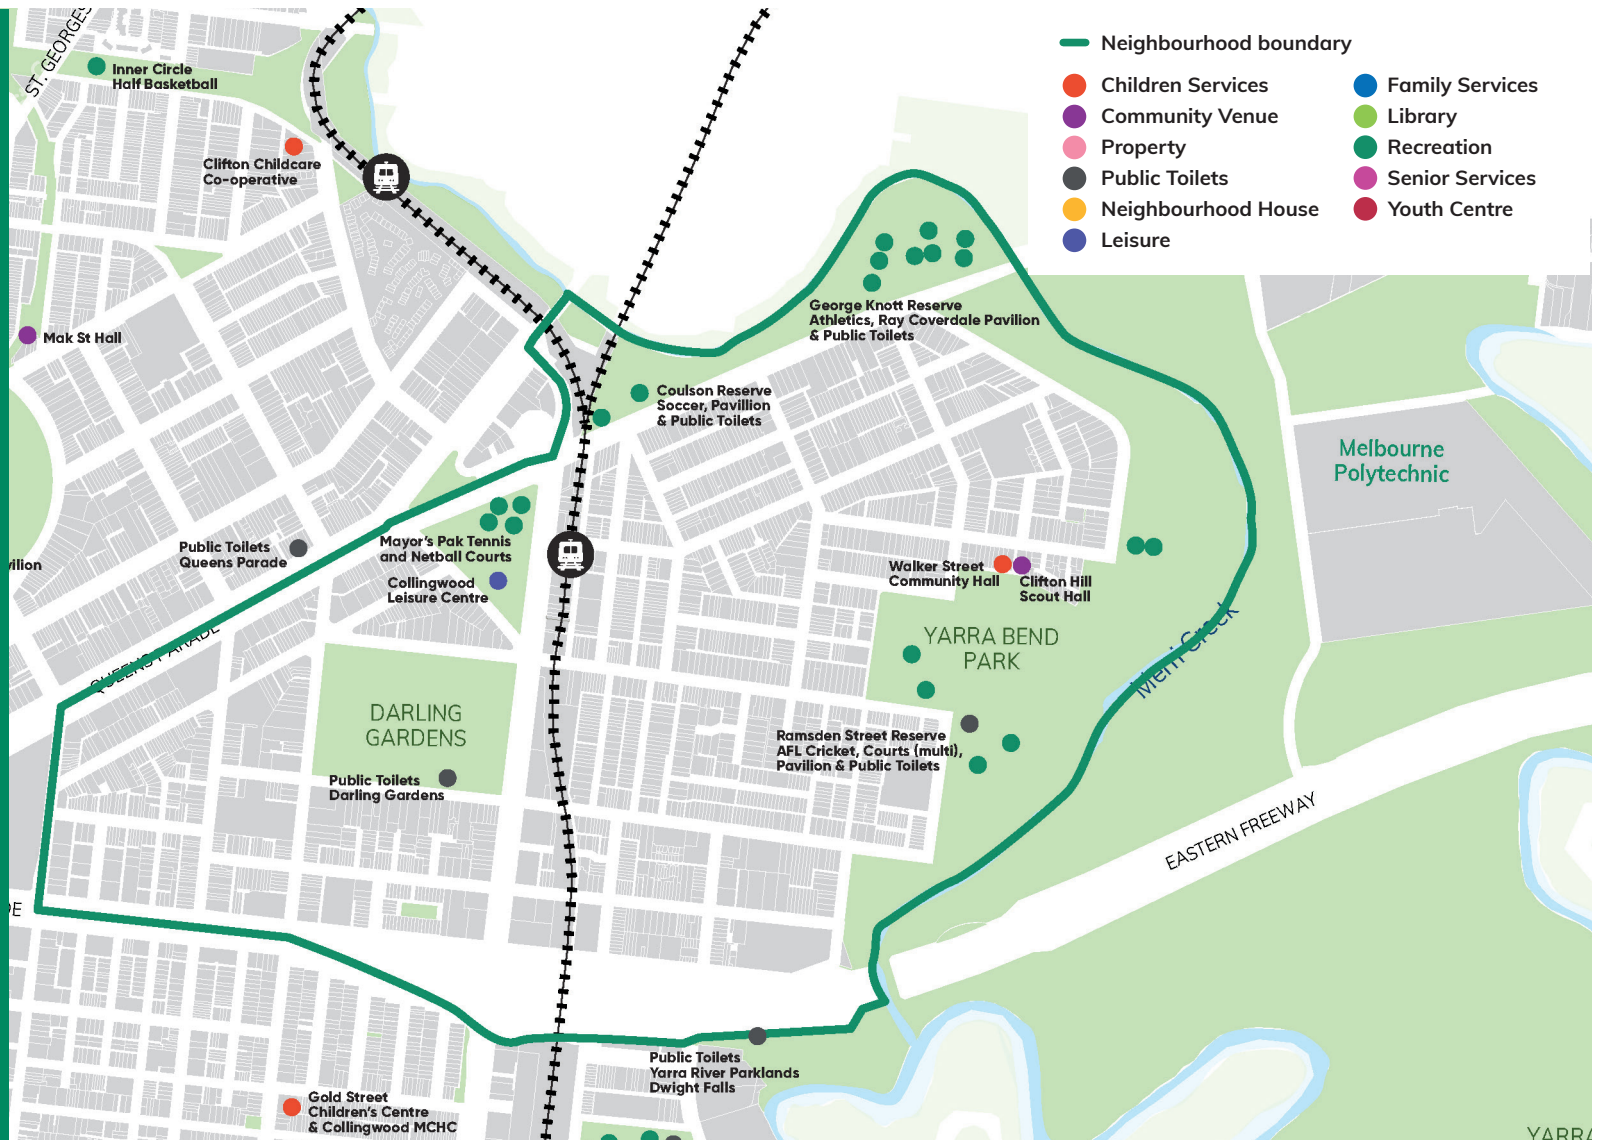 ST. GEORGES
Inner Circle
Half Basketball
Clifton Childcare
Co-operative
Mak St Hall
Neighbourhood boundary
Children Services
Community Venue
Property
Public Toilets
Neighbourhood House
Leisure
Family Services
Library
Recreation
Senior Services
Youth Centre
George Knott Reserve
Athletics, Ray Coverdale Pavilion
& Public Toilets
Coulson Reserve
Soccer, Pavillion
& Public Toilets
Melbourne
Polytechnic
Public Toilets
Queens Parade
vilion
Mayor's Pak Tennis
and Netball Courts
Collingwood
Leisure Centre
Walker Street
Community Hall
Clifton Hill
Scout Hall
QUEENS PARADE
YARRA BEND
PARK
Merri Creek
DARLING
GARDENS
Ramsden Street Reserve
AFL Cricket, Courts (multi),
Pavilion & Public Toilets
Public Toilets
Darling Gardens
EASTERN FREEWAY
DE
Public Toilets
Yarra River Parklands
Dwight Falls
Gold Street
Children's Centre
& Collingwood MCHC
YARRA